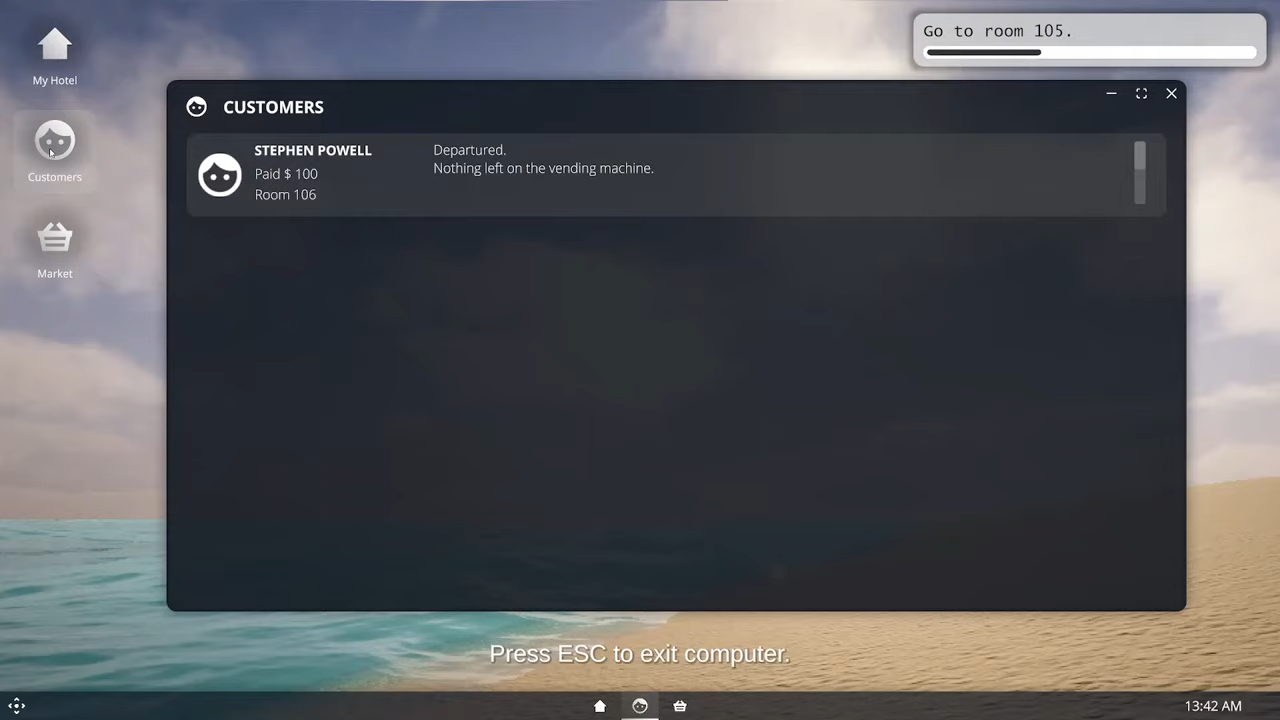 My Hotel
Customers
Market
Go to room 105.
CUSTOMERS
STEPHEN POWELL
Paid $ 100
Room 106
Departured.
Nothing left on the vending machine.
Press ESC to exit computer.
13:42 AM